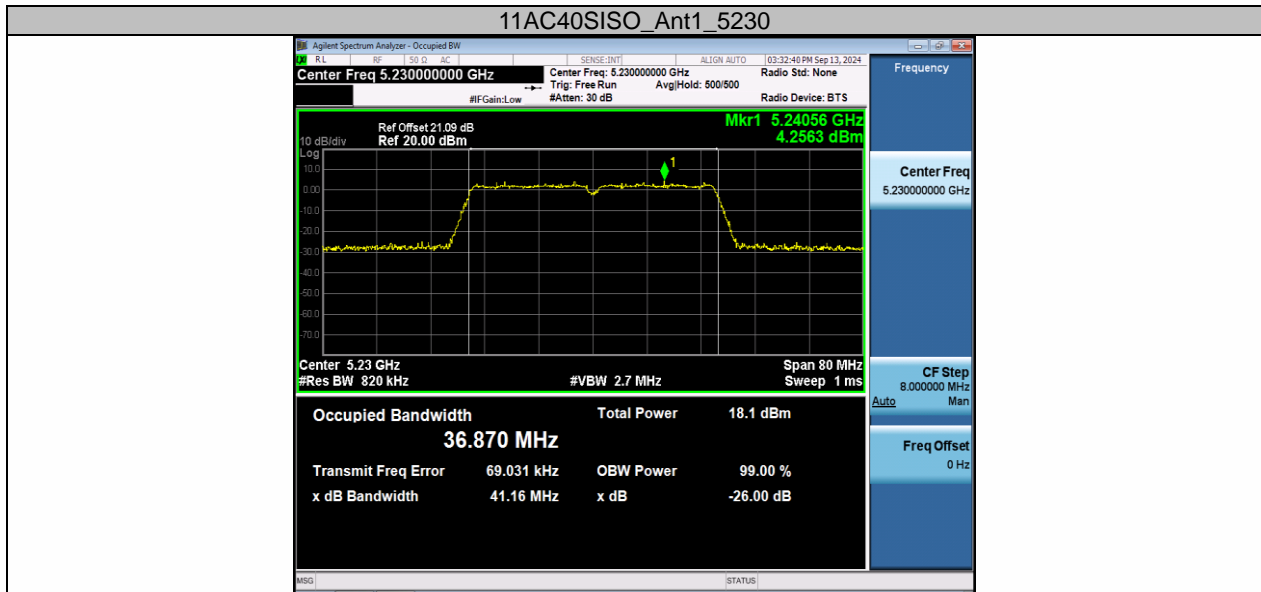 11AC40SISO_Ant1_5230
Agilent Spectrum Analyzer - Occupied BW
RL RF 50 Ω AC SENSE:INT ALIGN AUTO 03:32:40 PM Sep 13, 2024
Center Freq 5.230000000 GHz
Center Freq: 5.230000000 GHz Radio Std: None
Trig: Free Run Avg|Hold: 500/500
#IFGain:Low #Atten: 30 dB Radio Device: BTS
Frequency
Mkr1 5.24056 GHz
4.2563 dBm
Ref Offset 21.09 dB
10 dB/div Ref 20.00 dBm
Log
10.0
0.00
-10.0
-20.0
-30.0
-40.0
-50.0
-60.0
-70.0
1
Center 5.23 GHz Span 80 MHz
#Res BW 820 kHz #VBW 2.7 MHz Sweep 1 ms
Center Freq
5.230000000 GHz
CF Step
8.000000 MHz
Auto Man
Freq Offset
0 Hz
Occupied Bandwidth Total Power 18.1 dBm
36.870 MHz
Transmit Freq Error 69.031 kHz OBW Power 99.00 %
x dB Bandwidth 41.16 MHz x dB -26.00 dB
MSG STATUS